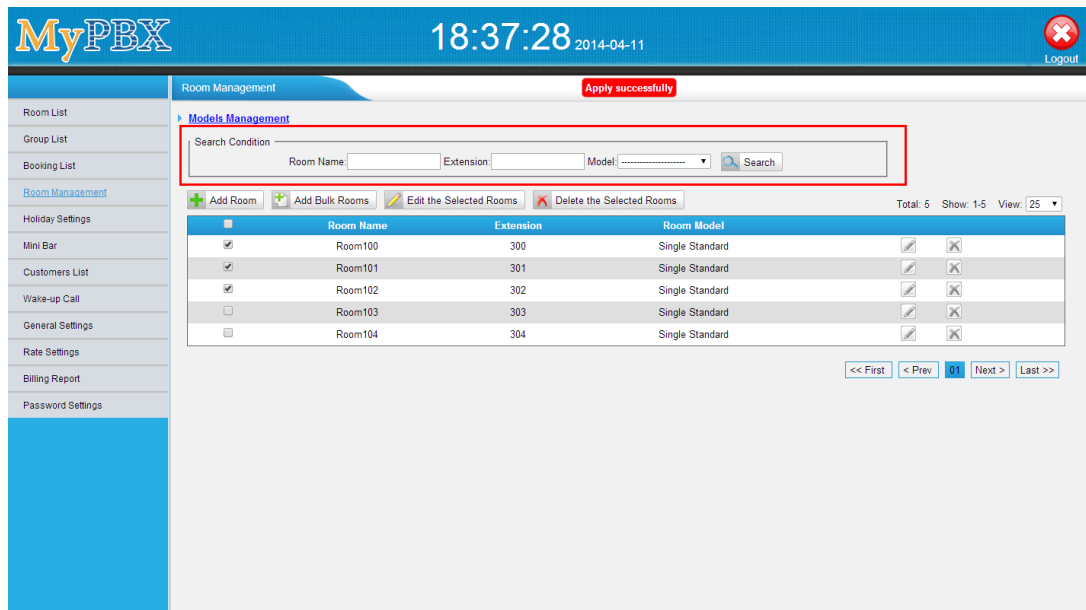 MyPBX
18:37:28 2014-04-11
Logout
Room Management
Apply successfully
Room List
Group List
Booking List
Room Management
Holiday Settings
Mini Bar
Customers List
Wake-up Call
General Settings
Rate Settings
Billing Report
Password Settings
Models Management
Search Condition
Room Name: Extension: Model: --------------------- Search
Add Room Add Bulk Rooms Edit the Selected Rooms Delete the Selected Rooms Total: 5 Show: 1-5 View: 25
Room Name Extension Room Model
Room100 300 Single Standard
Room101 301 Single Standard
Room102 302 Single Standard
Room103 303 Single Standard
Room104 304 Single Standard
<< First < Prev 01 Next > Last >>